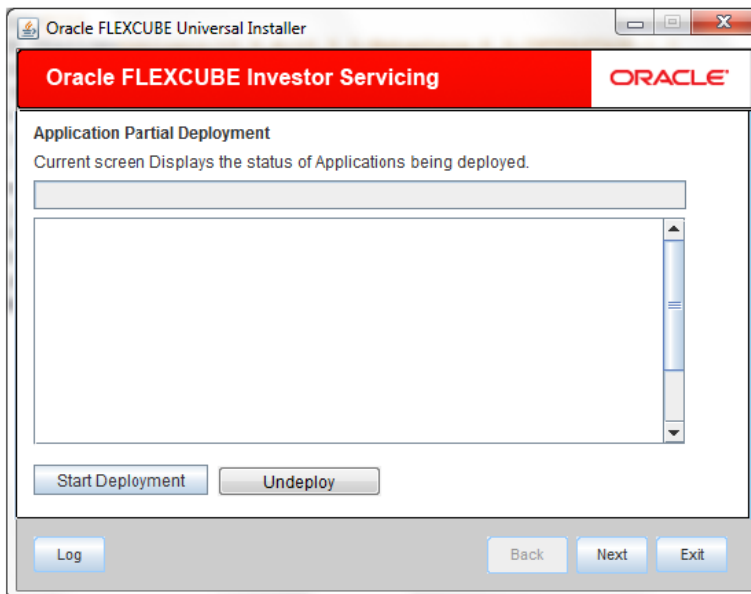 Oracle FLEXCUBE Universal Installer
Oracle FLEXCUBE Investor Servicing
ORACLE
Application Partial Deployment
Current screen Displays the status of Applications being deployed.
Start Deployment Undeploy
Log Back Next Exit